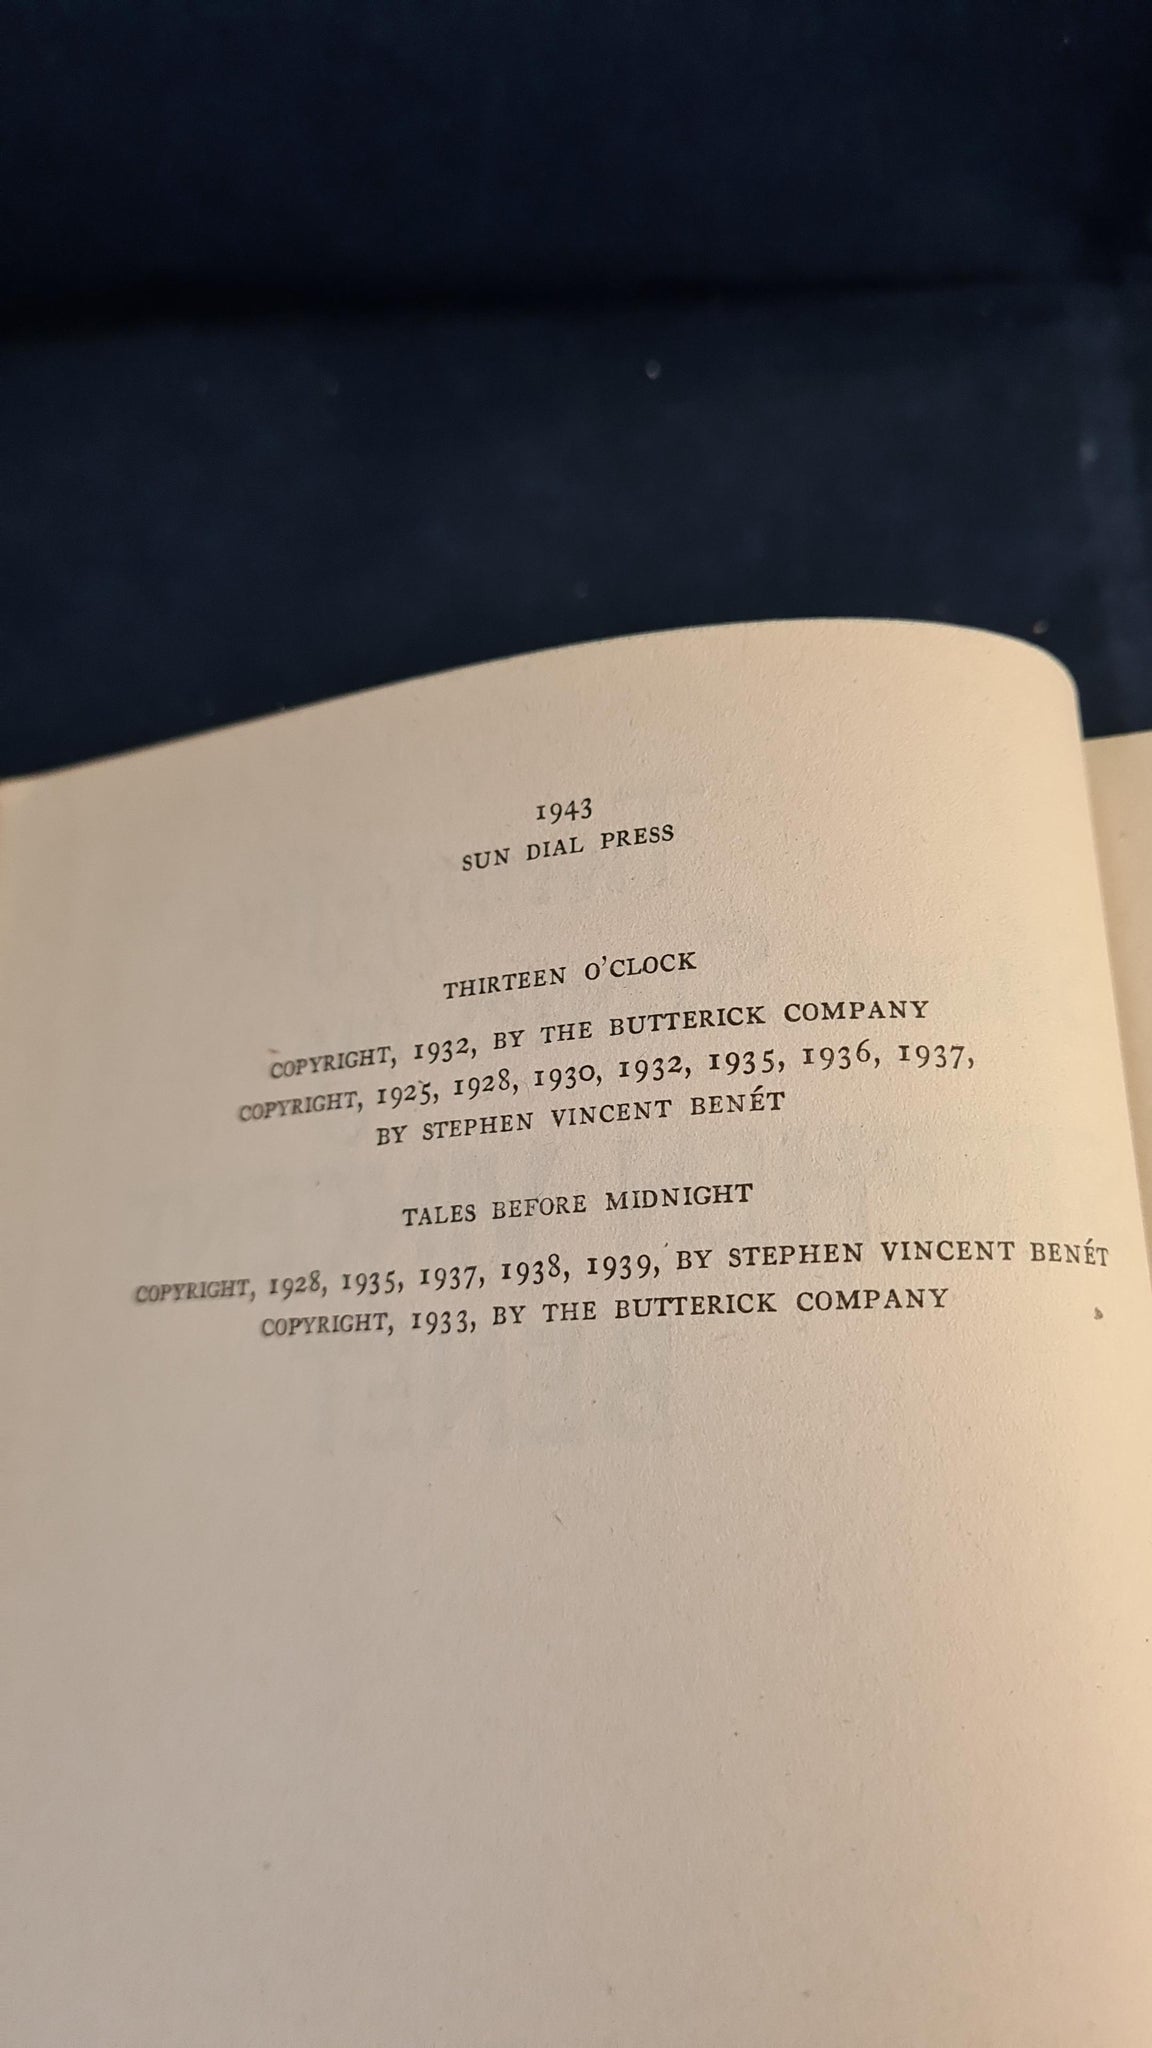 1943
SUN DIAL PRESS
THIRTEEN O'CLOCK
COPYRIGHT, 1932, BY THE BUTTERICK COMPANY
COPYRIGHT, 1925, 1928, 1930, 1932, 1935, 1936, 1937,
BY STEPHEN VINCENT BENÉT
TALES BEFORE MIDNIGHT
COPYRIGHT, 1928, 1935, 1937, 1938, 1939, BY STEPHEN VINCENT BENÉT
COPYRIGHT, 1933, BY THE BUTTERICK COMPANY